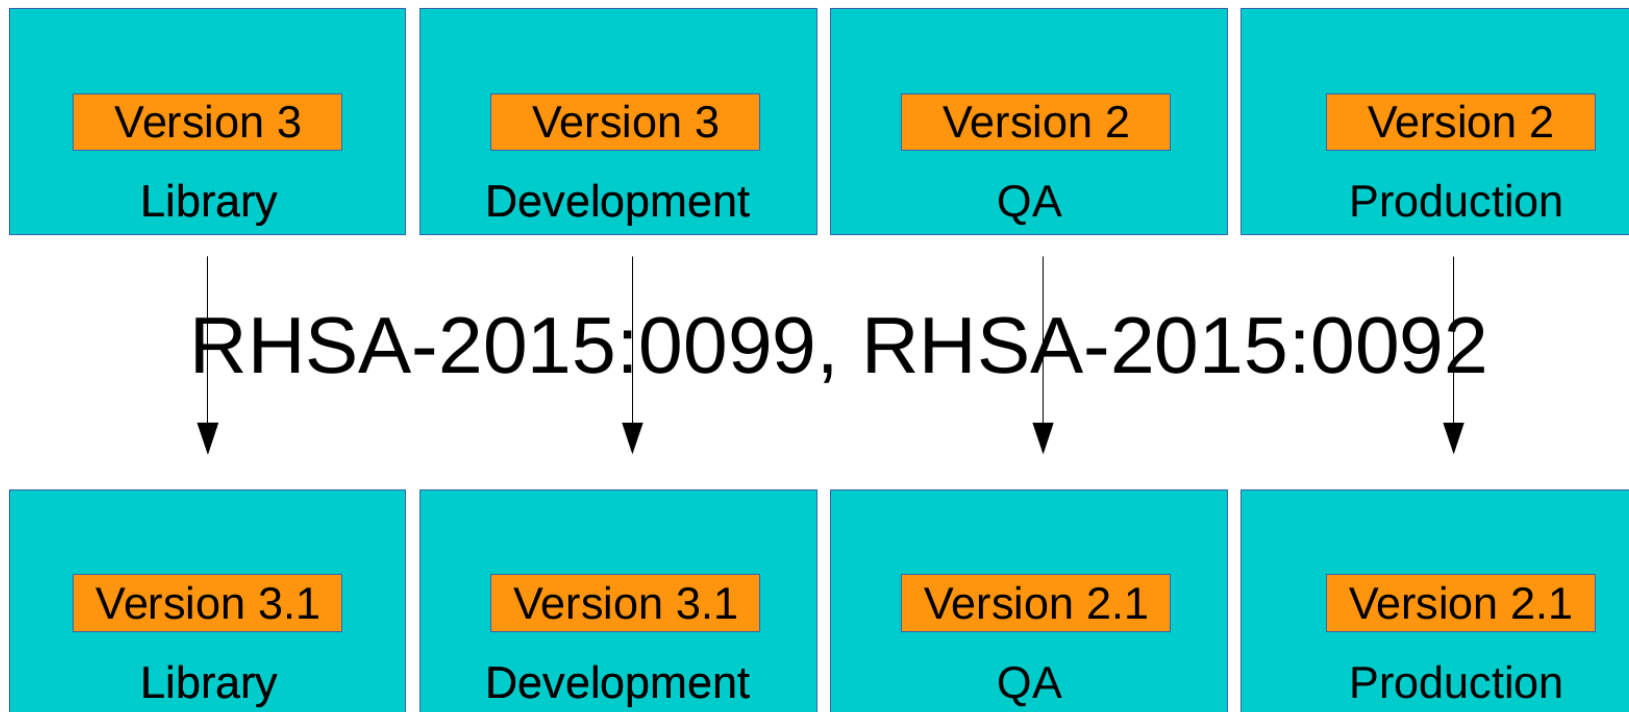 Version 3
Version 3
Version 2
Version 2
Library
Development
QA
Production
RHSA-2015:0099, RHSA-2015:0092
Version 3.1
Version 3.1
Version 2.1
Version 2.1
Library
Development
QA
Production